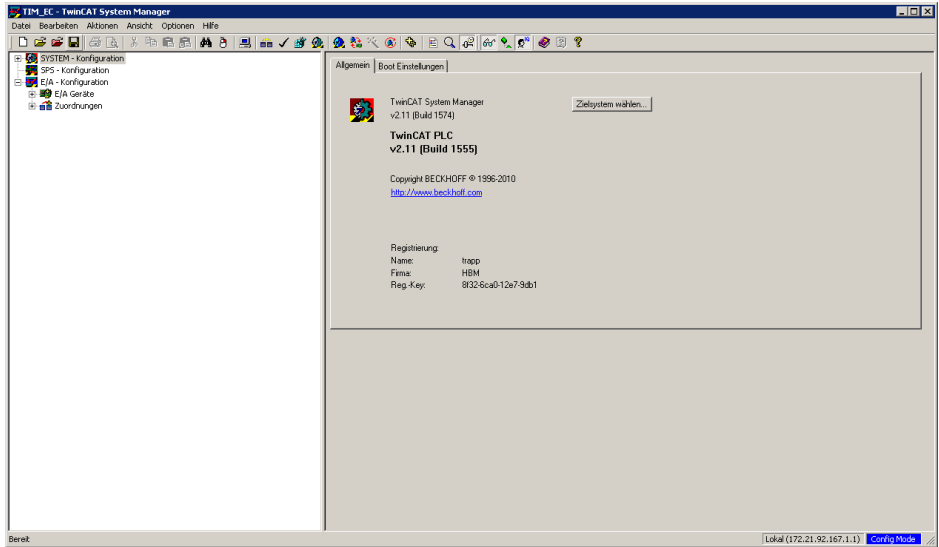 TIM_EC - TwinCAT System Manager
Datei Bearbeiten Aktionen Ansicht Optionen Hilfe
SYSTEM - Konfiguration
SPS - Konfiguration
E/A - Konfiguration
E/A Geräte
Zuordnungen
Allgemein Boot Einstellungen
TwinCAT System Manager
v2.11 (Build 1574)
Zielsystem wählen...
TwinCAT PLC
v2.11 (Build 1555)
Copyright BECKHOFF © 1996-2010
http://www.beckhoff.com
Registrierung:
Name: trapp
Firma: HBM
Reg.-Key: 8f32-6ca0-12e7-9db1
Bereit Lokal (172.21.92.167.1.1) Config Mode